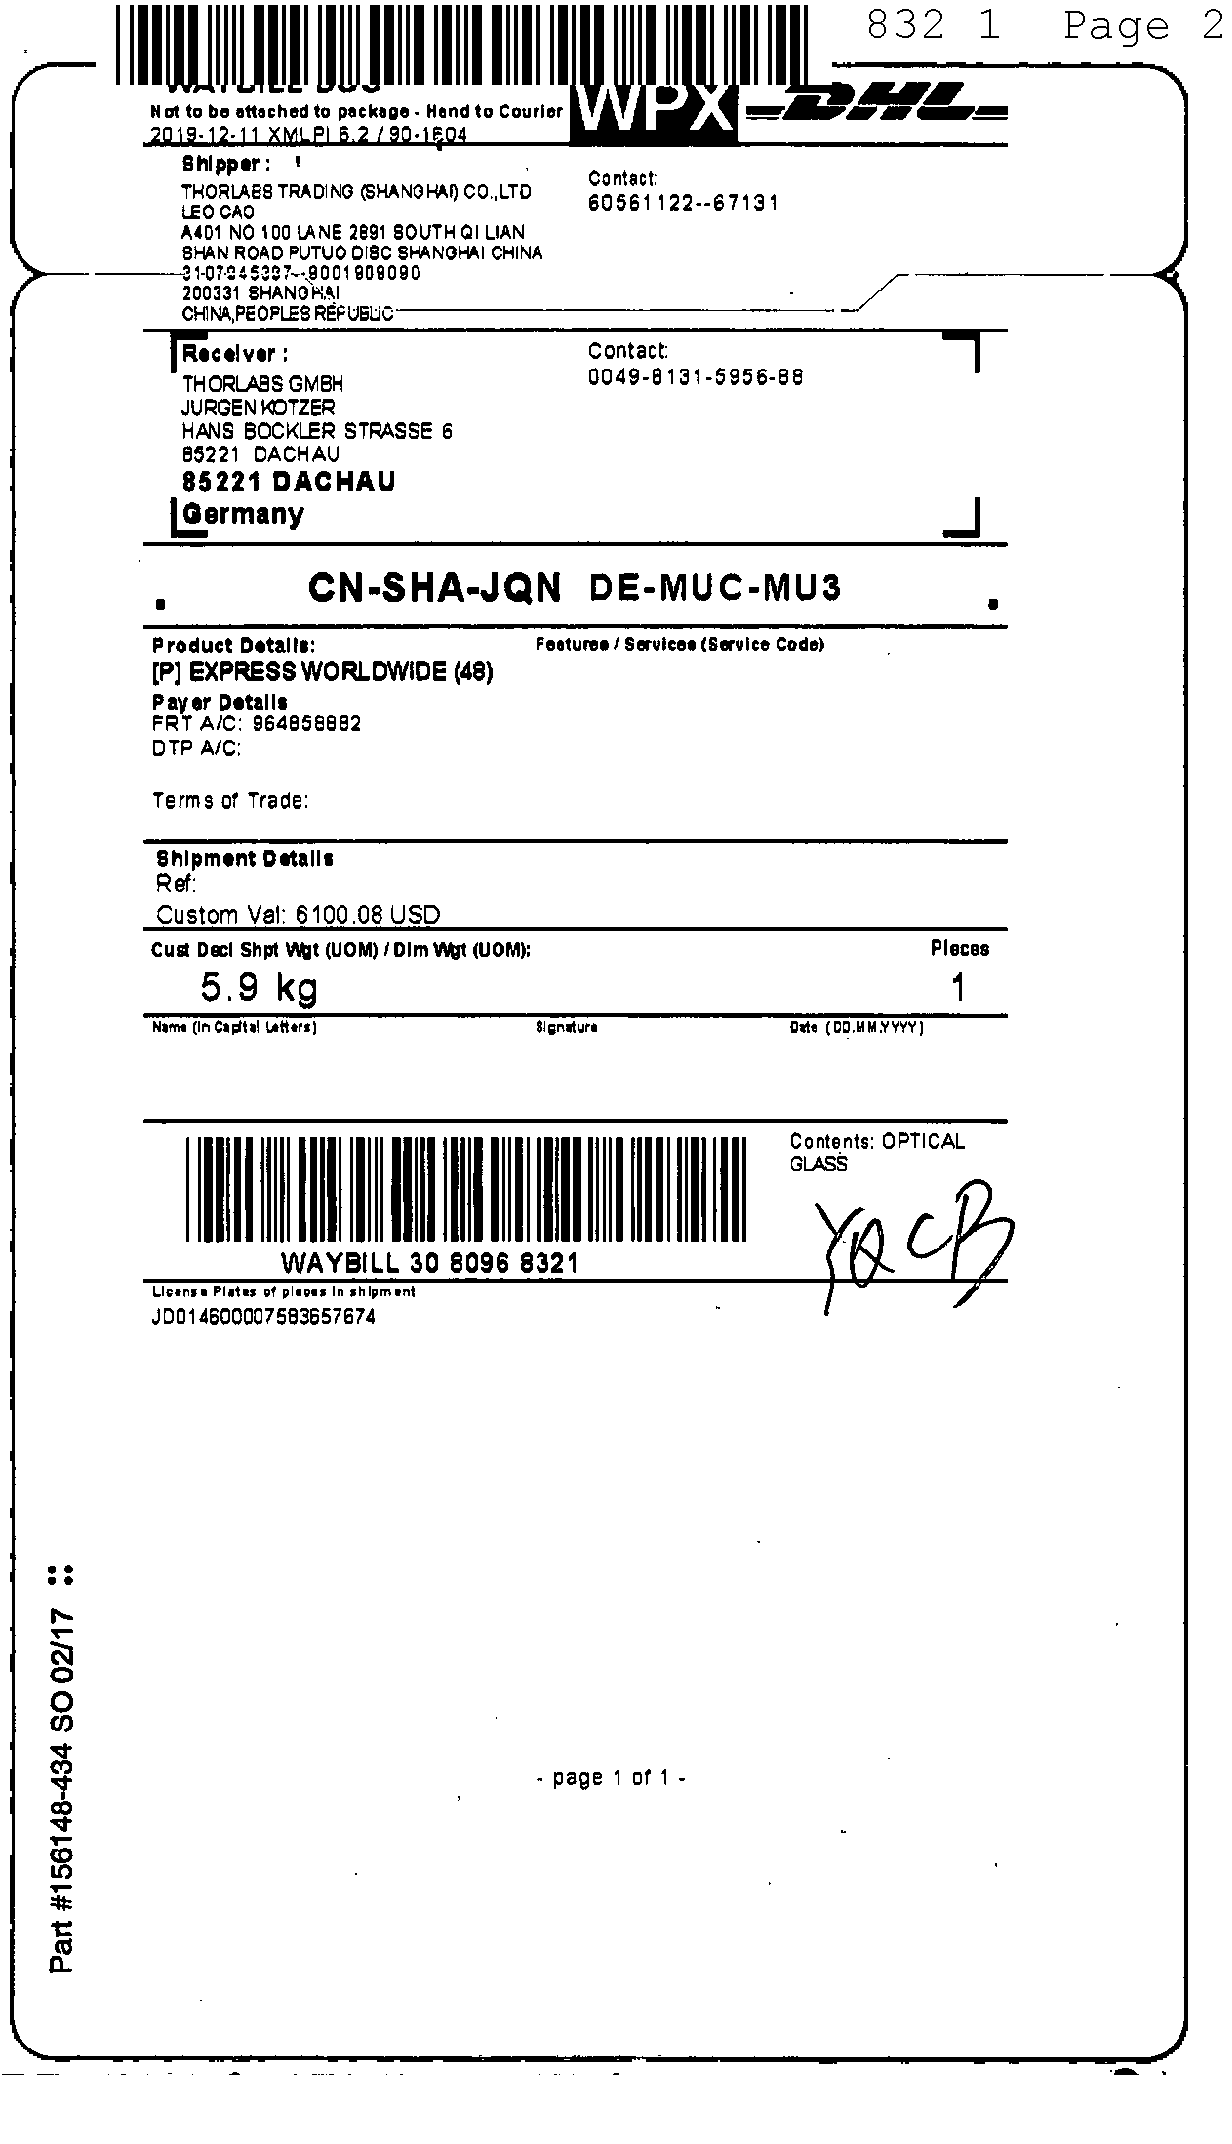 832 1 Page 2
WAYBILL DOC
Not to be attached to package - Hand to Courier
2019-12-11 XMLPI 6.2 / 90-1604
WPX
DHL
Shipper :
THORLABS TRADING (SHANGHAI) CO.,LTD
LEO CAO
A401 NO 100 LANE 2891 SOUTH QI LIAN
SHAN ROAD PUTUO DISC SHANGHAI CHINA
200331 SHANGHAI
CHINA,PEOPLES REPUBLIC
Contact:
60561122--67131
Receiver :
THORLABS GMBH
JURGEN KOTZER
HANS BOCKLER STRASSE 6
85221 DACHAU
85221 DACHAU
Germany
Contact:
0049-8131-5956-88
CN-SHA-JQN DE-MUC-MU3
Product Details:
[P] EXPRESS WORLDWIDE (48)
Features / Services (Service Code)
Payer Details
FRT A/C: 964858882
DTP A/C:
Terms of Trade:
Shipment Details
Ref:
Custom Val: 6100.08 USD
Cust Decl Shpt Wgt (UOM) / Dim Wgt (UOM):
Pieces
5.9 kg
1
Name (In Capital Letters)
Signature
Date (DD.MM.YYYY)
Contents: OPTICAL
GLASS
WAYBILL 30 8096 8321
License Plates of pieces in shipment
JD014600007583657674
Part #156148-434 SO 02/17 ::
- page 1 of 1 -